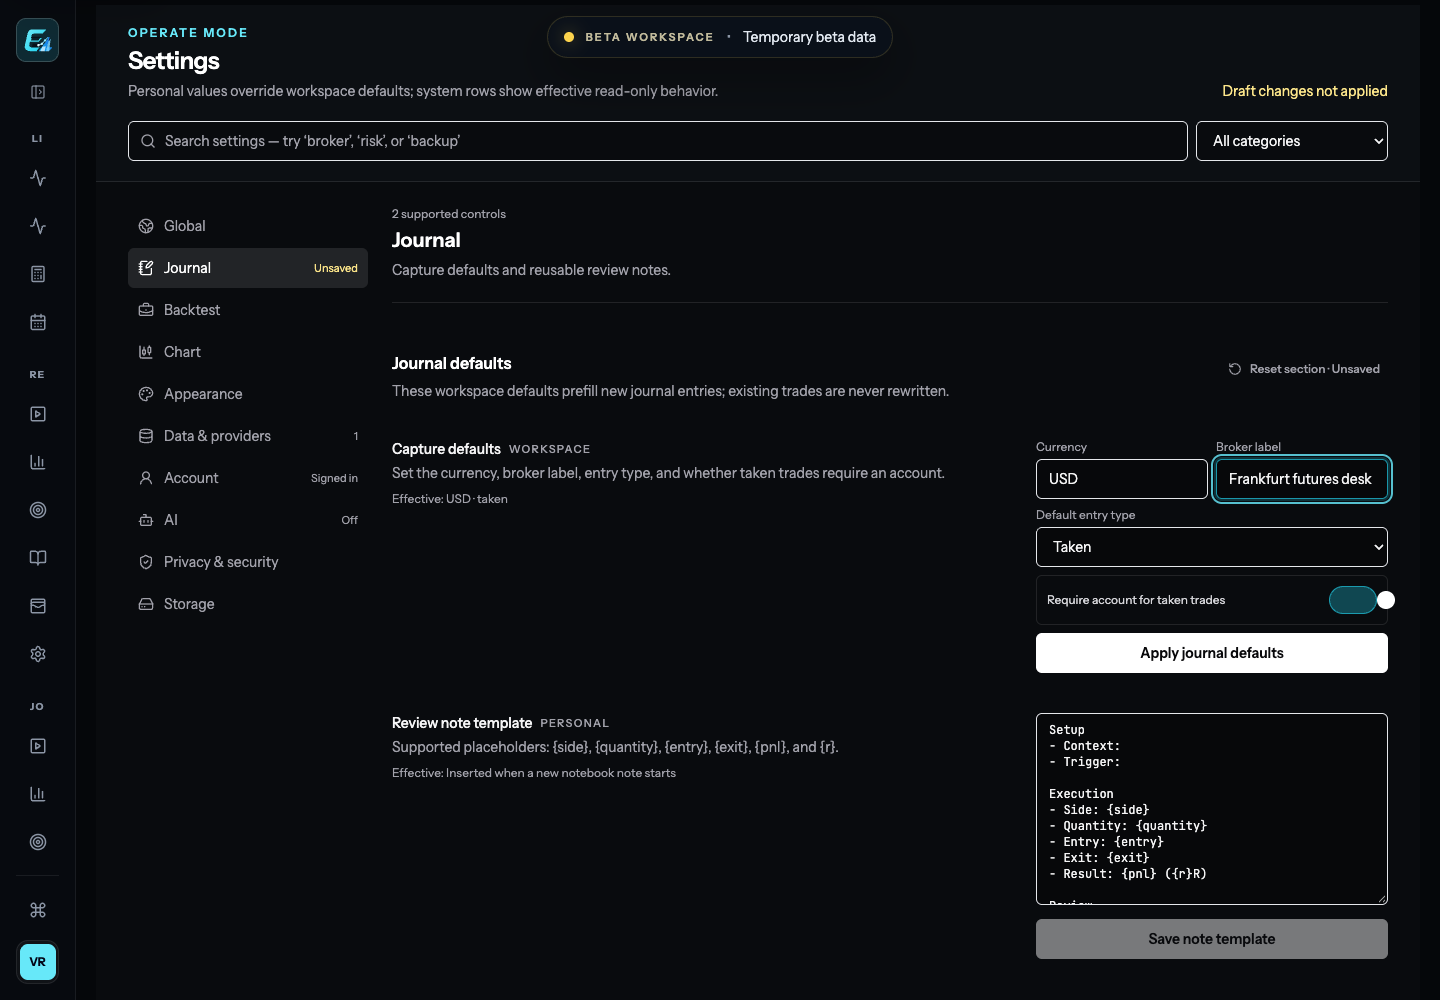 OPERATE MODE
Settings
Personal values override workspace defaults; system rows show effective read-only behavior.
BETA WORKSPACE • Temporary beta data
Draft changes not applied
Search settings — try ‘broker’, ‘risk’, or ‘backup’
All categories
LI
RE
JO
VR
Global
Journal Unsaved
Backtest
Chart
Appearance
Data & providers 1
Account Signed in
AI Off
Privacy & security
Storage
2 supported controls
Journal
Capture defaults and reusable review notes.
Journal defaults
These workspace defaults prefill new journal entries; existing trades are never rewritten.
Reset section · Unsaved
Capture defaults WORKSPACE
Set the currency, broker label, entry type, and whether taken trades require an account.
Effective: USD · taken
Currency
USD
Broker label
Frankfurt futures desk
Default entry type
Taken
Require account for taken trades
Apply journal defaults
Review note template PERSONAL
Supported placeholders: {side}, {quantity}, {entry}, {exit}, {pnl}, and {r}.
Effective: Inserted when a new notebook note starts
Setup
- Context:
- Trigger:
Execution
- Side: {side}
- Quantity: {quantity}
- Entry: {entry}
- Exit: {exit}
- Result: {pnl} ({r}R)
Save note template